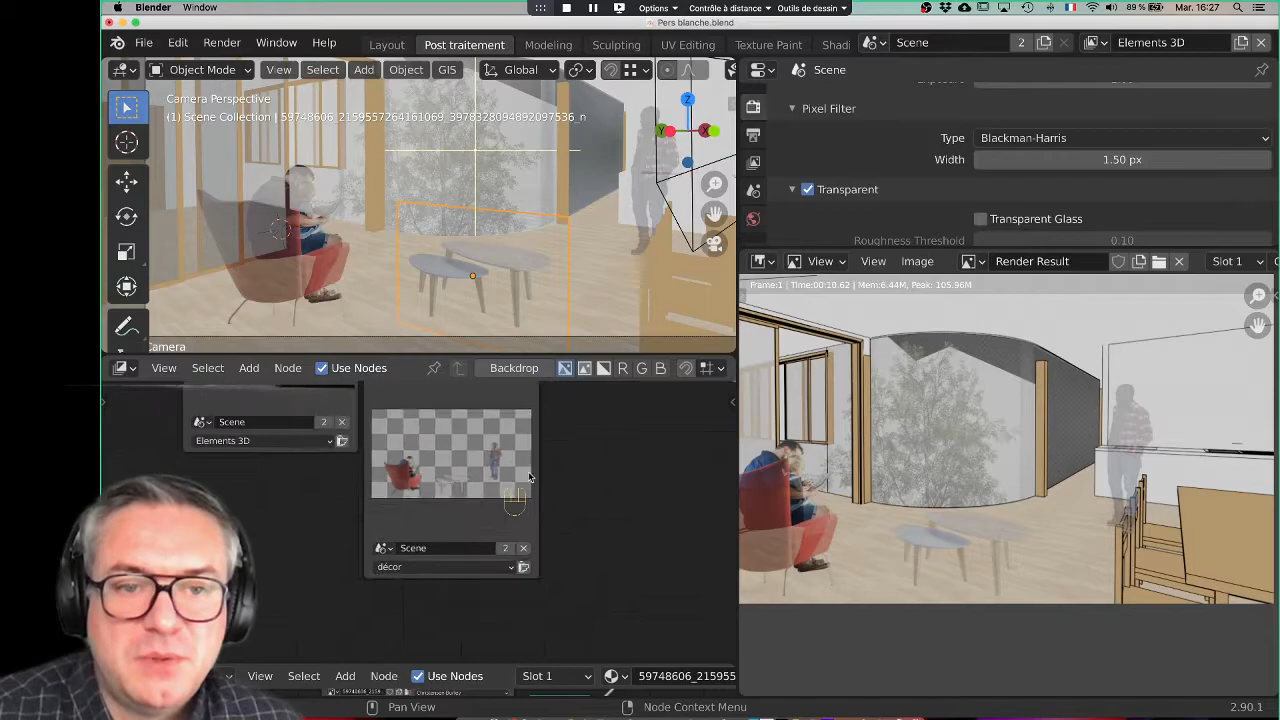 Blender Window
Options Contrôle à distance Outils de dessin
89 % Mar. 16:27
Pers blanche.blend
File Edit Render Window Help
Layout Post traitement Modeling Sculpting UV Editing Texture Paint Shadi
Scene 2 Elements 3D
Object Mode View Select Add Object GIS Global
Scene
Camera Perspective
(1) Scene Collection | 59748606_2159557264161069_3978328094892097536_n
Z
Y X
Pixel Filter
Type Blackman-Harris
Width 1.50 px
Transparent
Transparent Glass
Roughness Threshold 0.10
View View Image Render Result Slot 1
Frame:1 | Time:00:10.62 | Mem:6.44M, Peak: 105.96M
Camera
View Select Add Node Use Nodes Backdrop R G B
Scene 2
Elements 3D
Scene 2
décor
View Select Add Node Use Nodes Slot 1 59748606_215955
Pan View Node Context Menu 2.90.1